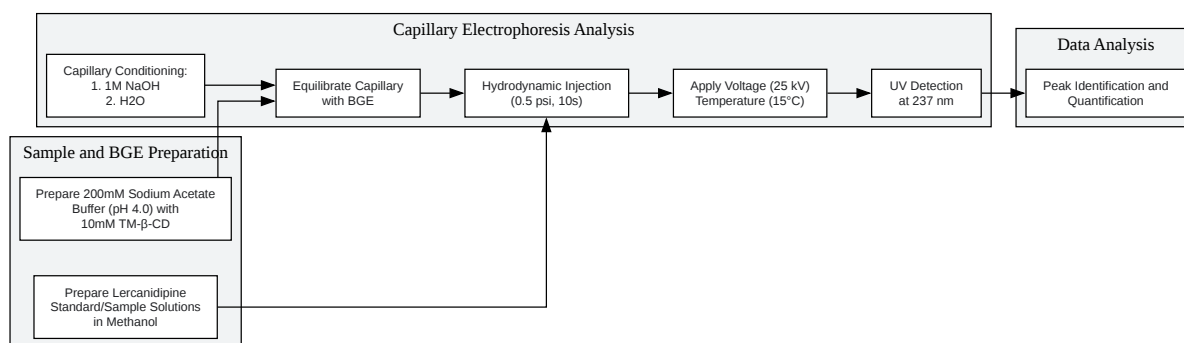 Capillary Electrophoresis Analysis
Capillary Conditioning:
1. 1M NaOH
2. H2O
Equilibrate Capillary
with BGE
Hydrodynamic Injection
(0.5 psi, 10s)
Apply Voltage (25 kV)
Temperature (15°C)
UV Detection
at 237 nm
Data Analysis
Peak Identification and
Quantification
Sample and BGE Preparation
Prepare 200mM Sodium Acetate
Buffer (pH 4.0) with
10mM TM-β-CD
Prepare Lercanidipine
Standard/Sample Solutions
in Methanol